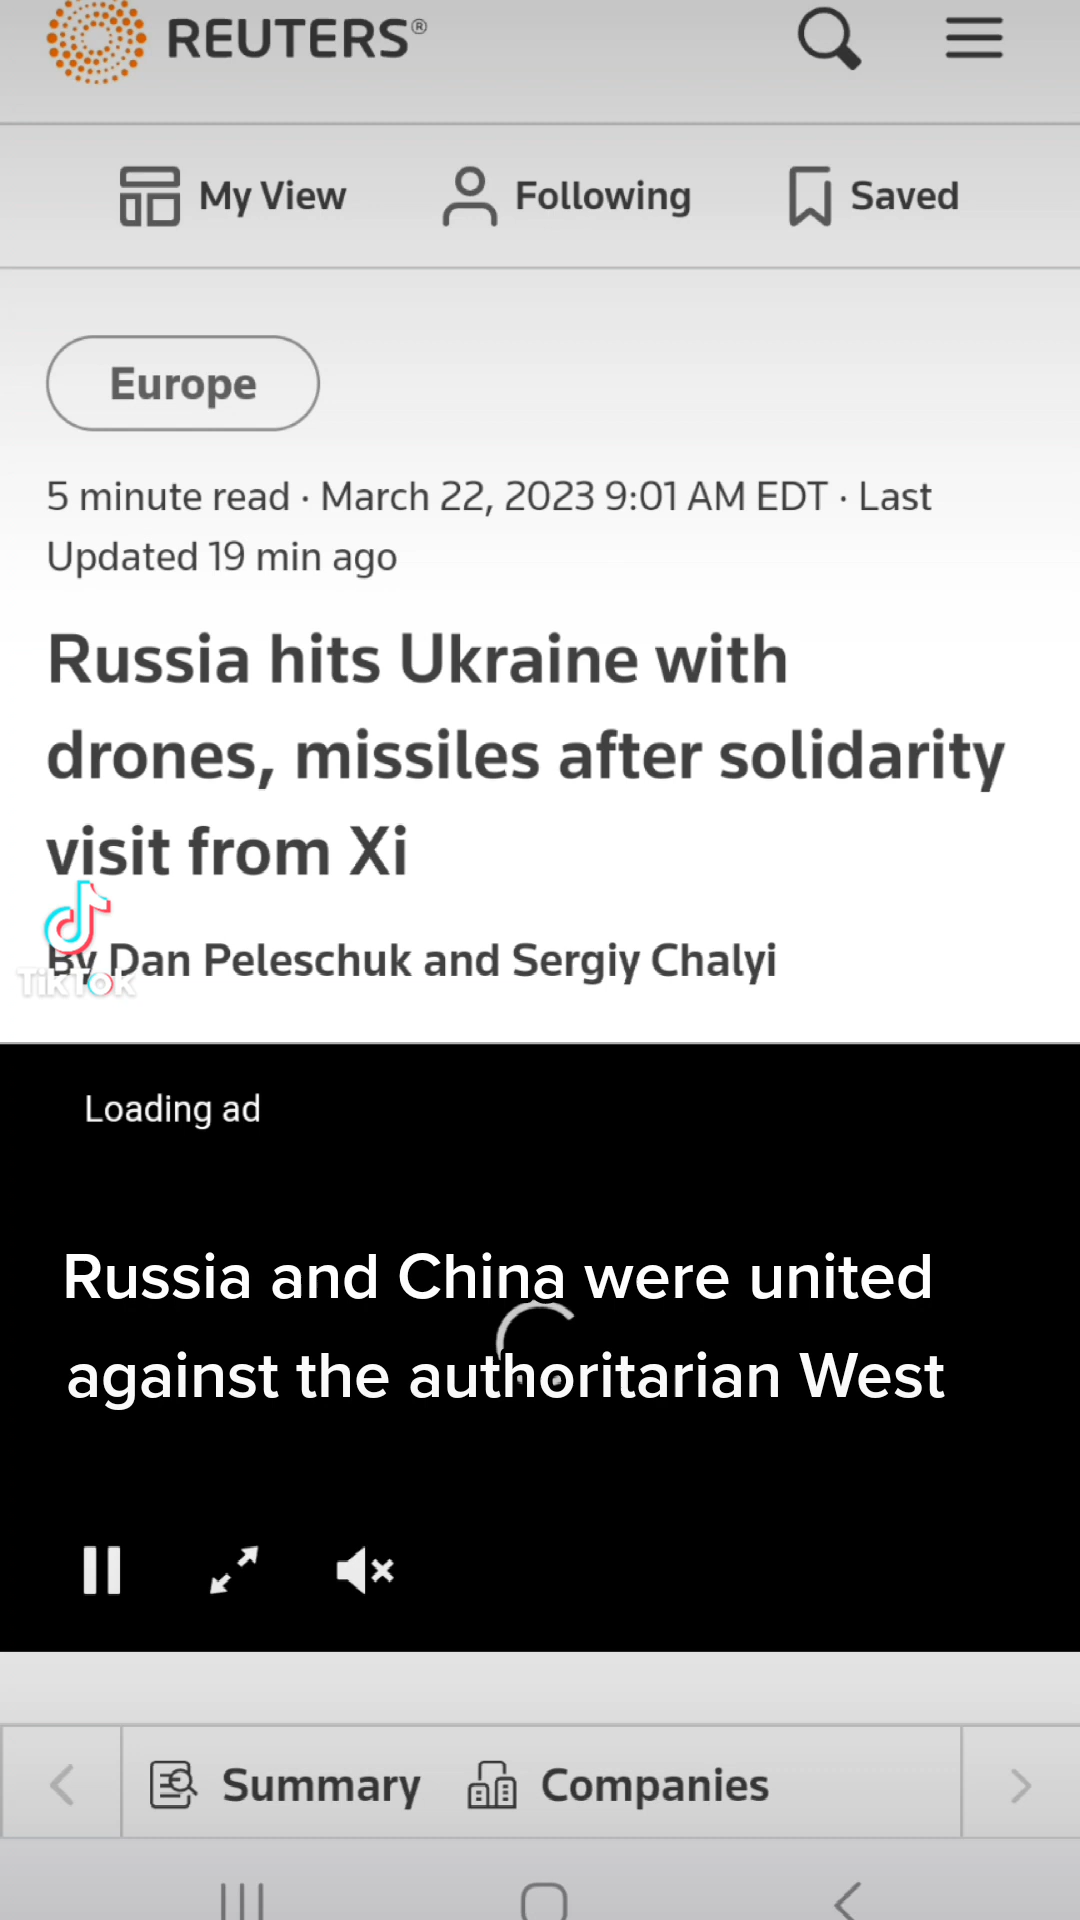 REUTERS®
My View Following Saved
Europe
5 minute read · March 22, 2023 9:01 AM EDT · Last
Updated 19 min ago
Russia hits Ukraine with
drones, missiles after solidarity
visit from Xi
By Dan Peleschuk and Sergiy Chalyi
TikTok
Loading ad
Russia and China were united
against the authoritarian West
Summary Companies